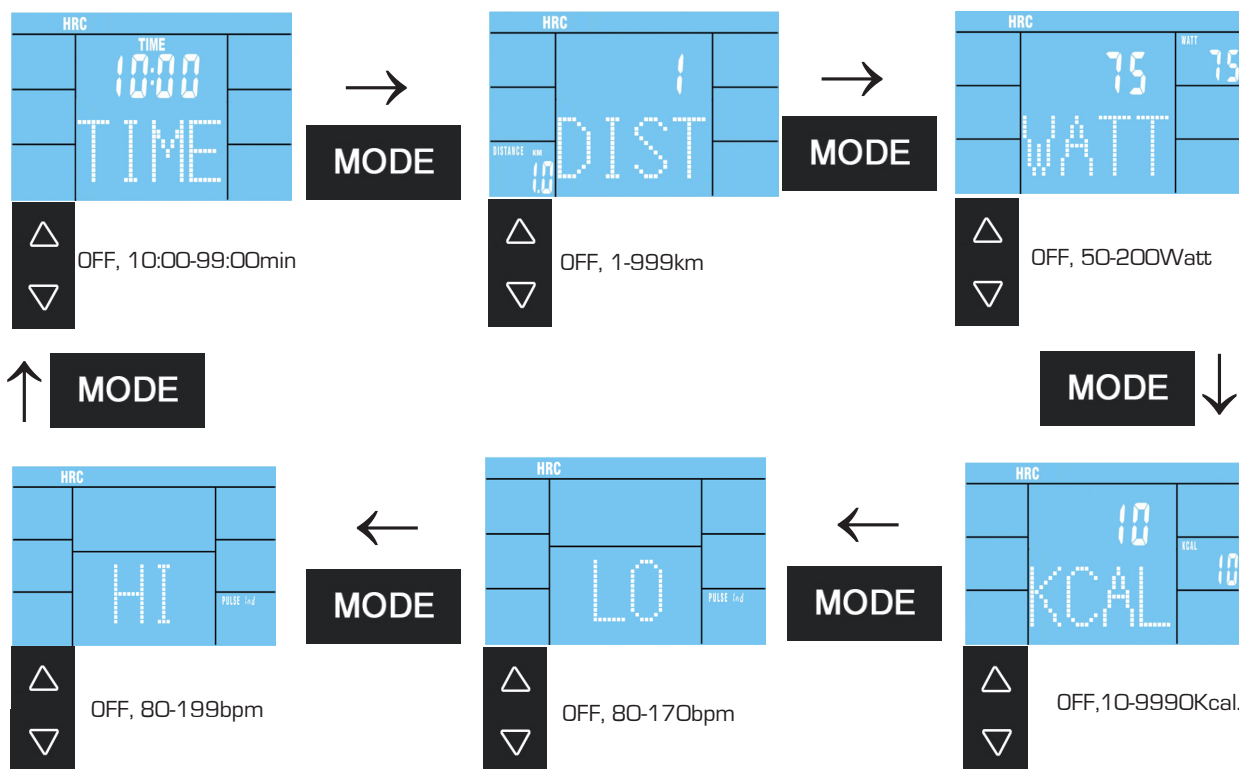 HRC
TIME
10:00
TIME
MODE
OFF, 10:00-99:00min
HRC
1
DISTANCE KM
1.0
DIST
MODE
OFF, 1-999km
HRC
WATT
75
75
WATT
OFF, 50-200Watt
MODE
MODE
HRC
HI
PULSE Ind
MODE
OFF, 80-199bpm
HRC
LO
PULSE Ind
MODE
OFF, 80-170bpm
HRC
10
KCAL
10
KCAL
OFF,10-9990Kcal.